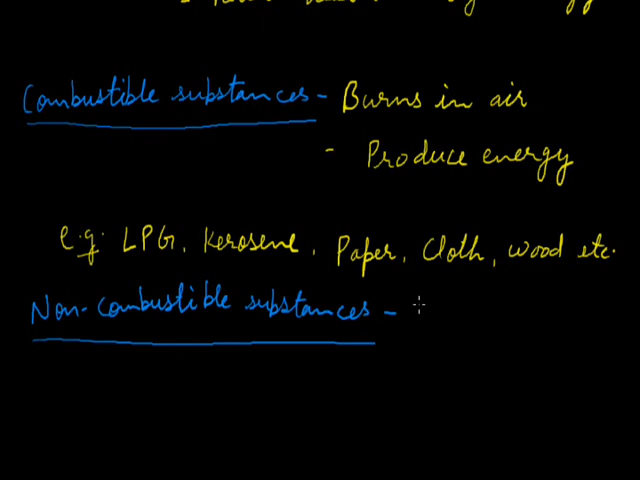 Combustible substances - Burns in air
- Produce energy
e.g. LPG, Kerosene, Paper, Cloth, wood etc.
Non-combustible substances -